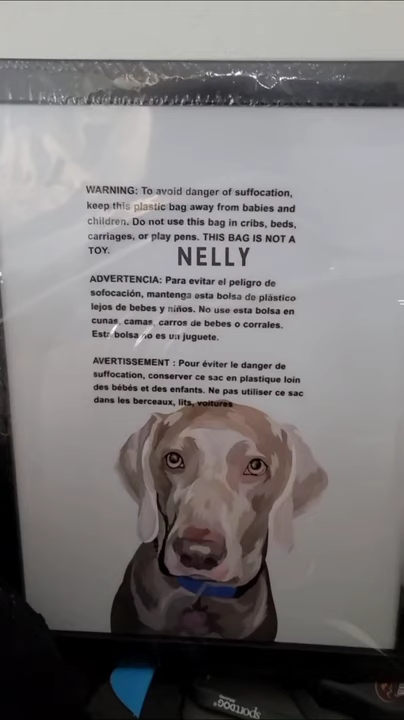 WARNING: To avoid danger of suffocation,
keep this plastic bag away from babies and
children. Do not use this bag in cribs, beds,
carriages, or play pens. THIS BAG IS NOT A
TOY.
NELLY
ADVERTENCIA: Para evitar el peligro de
sofocación, mantenga esta bolsa de plástico
lejos de bebes y niños. No use esta bolsa en
cunas, camas, carros de bebes o corrales.
Esta bolsa no es un juguete.
AVERTISSEMENT : Pour éviter le danger de
suffocation, conserver ce sac en plastique loin
des bébés et des enfants. Ne pas utiliser ce sac
dans les berceaux, lits, voitures
SPORTDOG